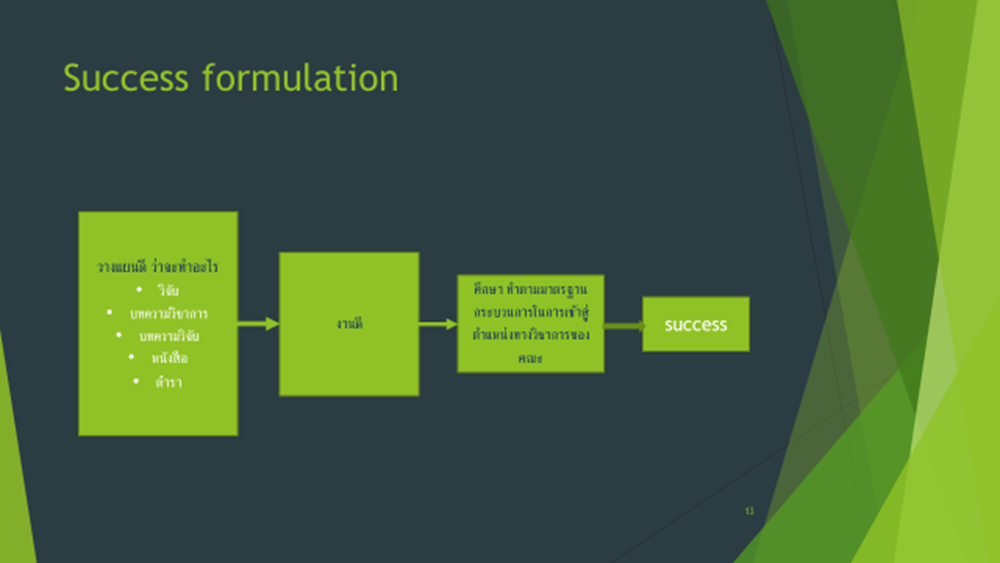 Success formulation
วางแผนดี ว่าจะทำอะไร
• วิจัย
• บทความวิชาการ
• บทความวิจัย
• หนังสือ
• ตำรา
งานดี
ศึกษา ทำตามมาตรฐาน
กระบวนการในการเข้าสู่
ตำแหน่งทางวิชาการของ
คณะ
success
13